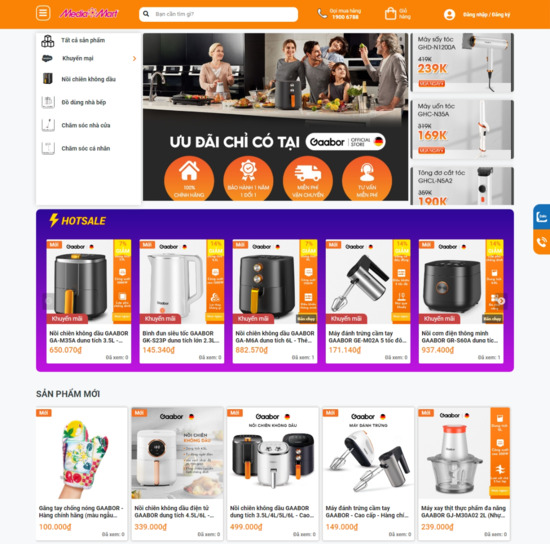 Media Mart
Bạn cần tìm gì?
Gọi mua hàng
1900 6788
Giỏ
hàng
Đăng nhập / Đăng ký
Tất cả sản phẩm
Khuyến mại
Nồi chiên không dầu
Đồ dùng nhà bếp
Chăm sóc nhà cửa
Chăm sóc cá nhân
ƯU ĐÃI CHỈ CÓ TẠI Gaabor OFFICIAL STORE
100%
CHÍNH HÃNG
BẢO HÀNH 1 NĂM
1 ĐỔI 1
MIỄN PHÍ
VẬN CHUYỂN
TƯ VẤN
MIỄN PHÍ
Máy sấy tóc
GHD-N1200A
419K
239K
Máy uốn tóc
GHC-N35A
319K
169K
Tông đơ cắt tóc
GHCL-N5A2
359K
190K
HOTSALE
Mới Gaabor 7%
Khuyến mãi
Nồi chiên không dầu GAABOR
GA-M35A dung tích 3.5L -...
650.070₫
Đã xem: 0
Mới Gaabor 14%
Khuyến mãi
Bình đun siêu tốc GAABOR
GK-S23P dung tích lớn 2.3L...
145.340₫
Đã xem: 0
Mới Gaabor 7%
Khuyến mãi
Bán chạy
Nồi chiên không dầu GAABOR
GA-M6A dung tích 6L - Thê...
882.570₫
Đã xem: 1
Mới Gaabor 14%
Khuyến mãi
Máy đánh trứng cầm tay
GAABOR GE-M02A 5 tốc độ...
171.140₫
Đã xem: 0
Mới Gaabor 14%
Khuyến mãi
Bán chạy
Nồi cơm điện thông minh
GAABOR GR-S60A dung tíc...
937.400₫
Đã xem: 1
SẢN PHẨM MỚI
Mới
Găng tay chống nóng GAABOR -
Hàng chính hãng (màu ngẫu...
100.000₫
Đã xem: 0
Mới Gaabor
NỒI CHIÊN
KHÔNG DẦU
Nồi chiên không dầu điện tử
GAABOR dung tích 4.5L/6L -...
339.000₫
Đã xem: 0
Mới Gaabor
NỒI CHIÊN KHÔNG DẦU
Nồi chiên không dầu GAABOR
dung tích 3.5L/4L/5L/6L - Cao...
499.000₫
Đã xem: 0
Mới Gaabor
MÁY ĐÁNH TRỨNG
Máy đánh trứng cầm tay
GAABOR - Cao cấp - Hàng chí...
149.000₫
Đã xem: 0
Mới Gaabor
Máy xay thịt thực phẩm đa năng
GAABOR GJ-M30A02 2L (Nhự...
239.000₫
Đã xem: 0